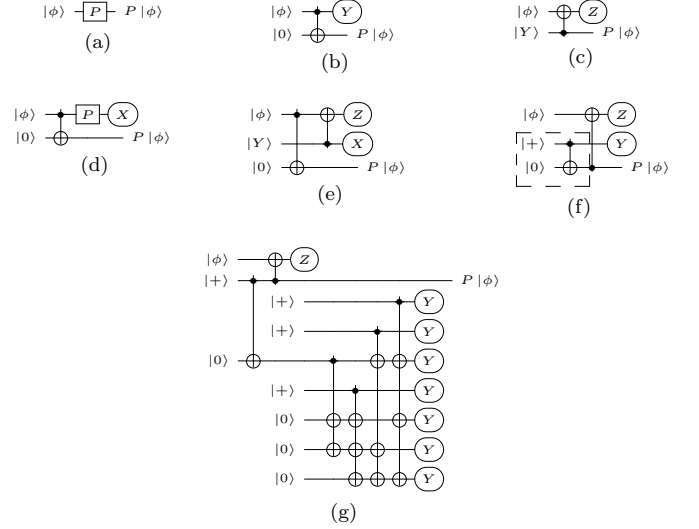 |ϕ⟩ P P |ϕ⟩
(a)
|ϕ⟩ Y
|0⟩ P |ϕ⟩
(b)
|ϕ⟩ Z
|Y⟩ P |ϕ⟩
(c)
|ϕ⟩ P X
|0⟩ P |ϕ⟩
(d)
|ϕ⟩ Z
|Y⟩ X
|0⟩ P |ϕ⟩
(e)
|ϕ⟩ Z
|+⟩ Y
|0⟩ P |ϕ⟩
(f)
|ϕ⟩ Z
|+⟩ P |ϕ⟩
|+⟩ Y
|+⟩ Y
|0⟩ Y
|+⟩ Y
|0⟩ Y
|0⟩ Y
|0⟩ Y
(g)